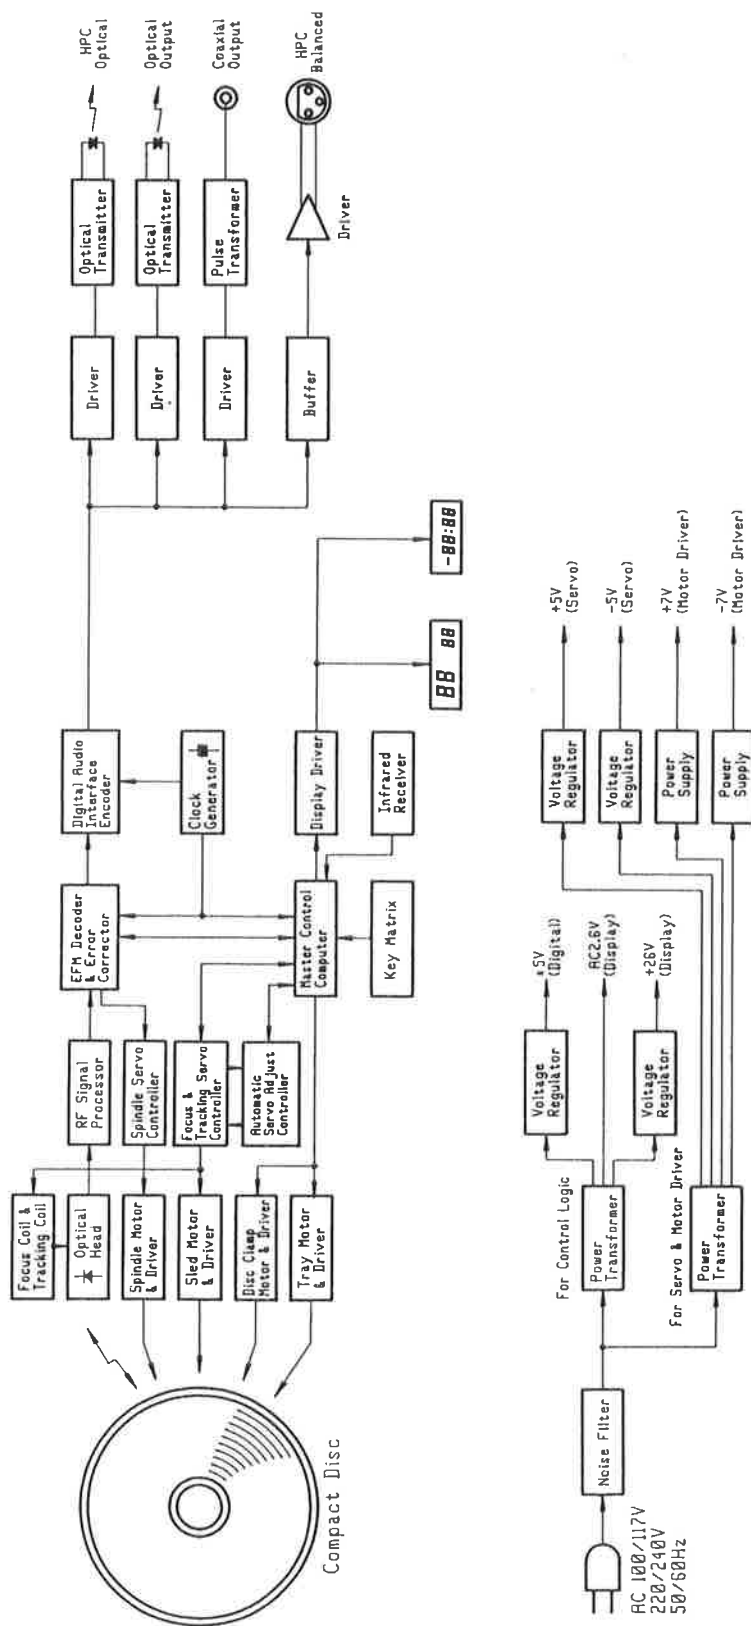 Compact Disc
Focus Coil &
Tracking Coil
Optical
Head
Spindle Motor
& Driver
Sled Motor
& Driver
Disc Clamp
Motor & Driver
Tray Motor
& Driver
RF Signal
Processor
Spindle Servo
Controller
Focus &
Tracking Servo
Controller
Automatic
Servo Adjust
Controller
EFM Decoder
& Error
Corrector
Master Control
Computer
Key Matrix
Digital Audio
Interface
Encoder
Clock
Generator
Display Driver
Infrared
Receiver
88 88
-88:88
Driver
Driver
Driver
Buffer
Optical
Transmitter
Optical
Transmitter
Pulse
Transformer
Driver
HPC
Optical
Optical
Output
Coaxial
Output
HPC
Balanced
AC 100/117V
220/240V
50/60Hz
Noise Filter
For Control Logic
Power
Transformer
For Servo & Motor Driver
Power
Transformer
Voltage
Regulator
Voltage
Regulator
+5V
(Digital)
AC2.6V
(Display)
+26V
(Display)
Voltage
Regulator
Voltage
Regulator
Power
Supply
Power
Supply
+5V
(Servo)
-5V
(Servo)
+7V
(Motor Driver)
-7V
(Motor Driver)